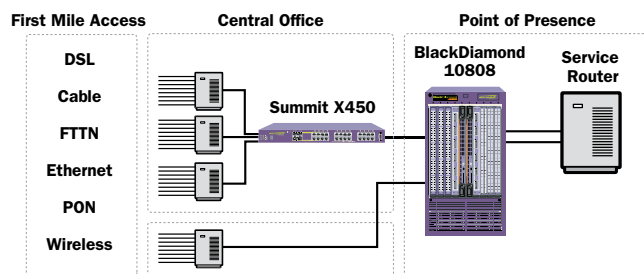 First Mile Access
Central Office
Point of Presence
DSL
Cable
FTTN
Ethernet
PON
Wireless
Summit X450
BlackDiamond
10808
Service
Router